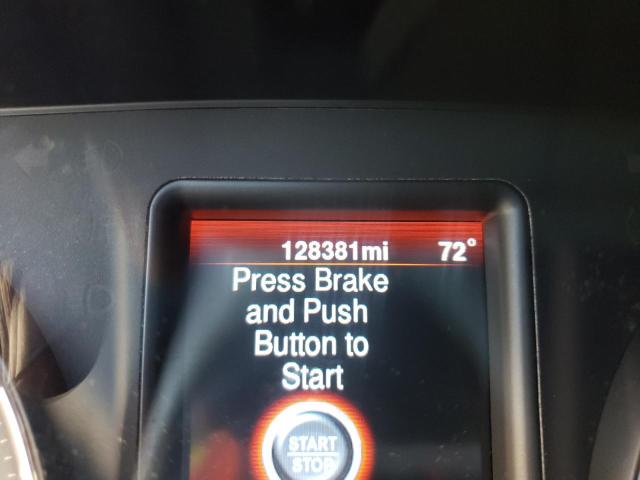 128381mi 72°
Press Brake
and Push
Button to
Start
START
STOP